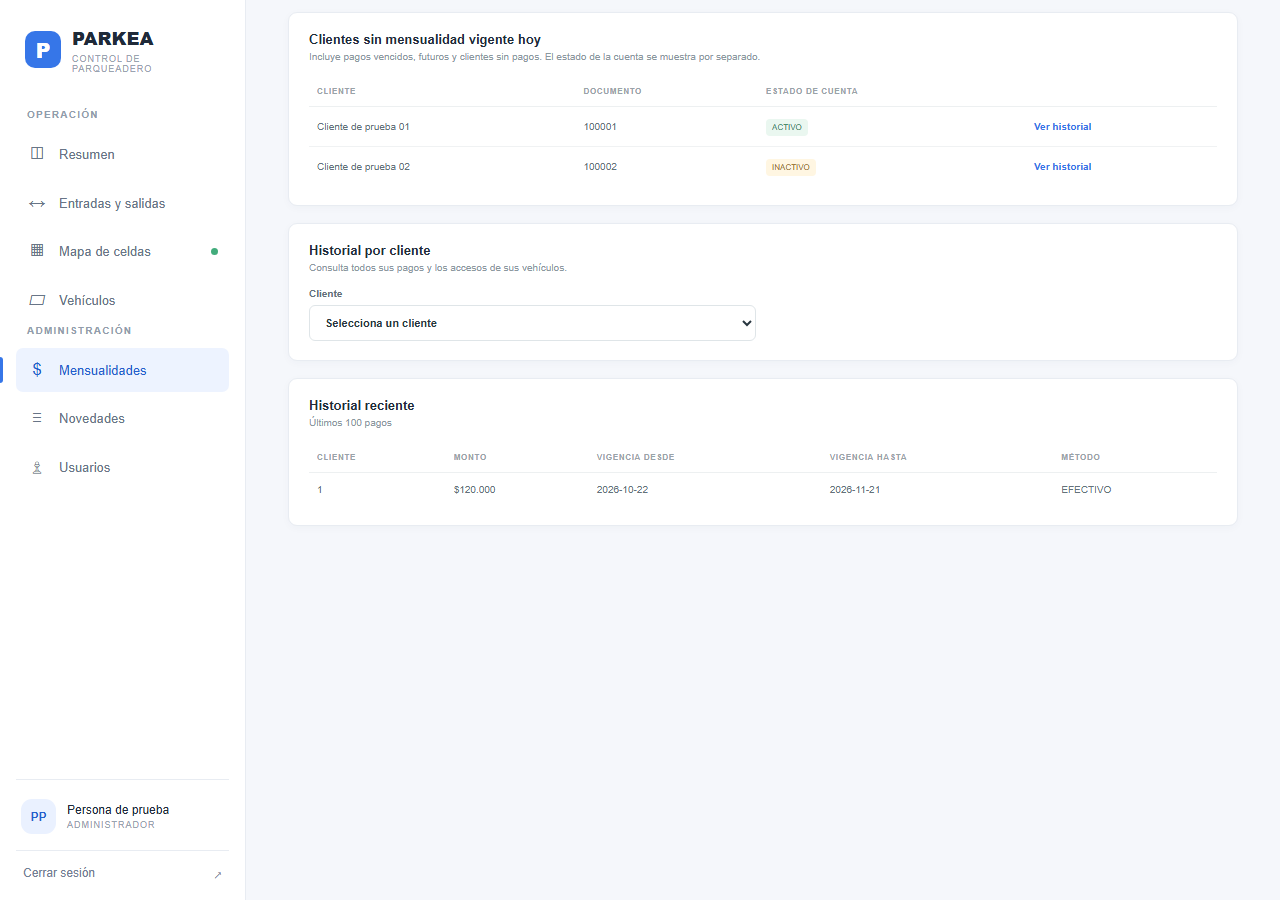 P
PARKEA
CONTROL DE
PARQUEADERO
OPERACIÓN
Resumen
Entradas y salidas
Mapa de celdas
Vehículos
ADMINISTRACIÓN
$ Mensualidades
Novedades
Usuarios
PP
Persona de prueba
ADMINISTRADOR
Cerrar sesión ↗
Clientes sin mensualidad vigente hoy
Incluye pagos vencidos, futuros y clientes sin pagos. El estado de la cuenta se muestra por separado.
CLIENTE DOCUMENTO ESTADO DE CUENTA
Cliente de prueba 01 100001 ACTIVO Ver historial
Cliente de prueba 02 100002 INACTIVO Ver historial
Historial por cliente
Consulta todos sus pagos y los accesos de sus vehículos.
Cliente
Selecciona un cliente
Historial reciente
Últimos 100 pagos
CLIENTE MONTO VIGENCIA DESDE VIGENCIA HASTA MÉTODO
1 $120.000 2026-10-22 2026-11-21 EFECTIVO